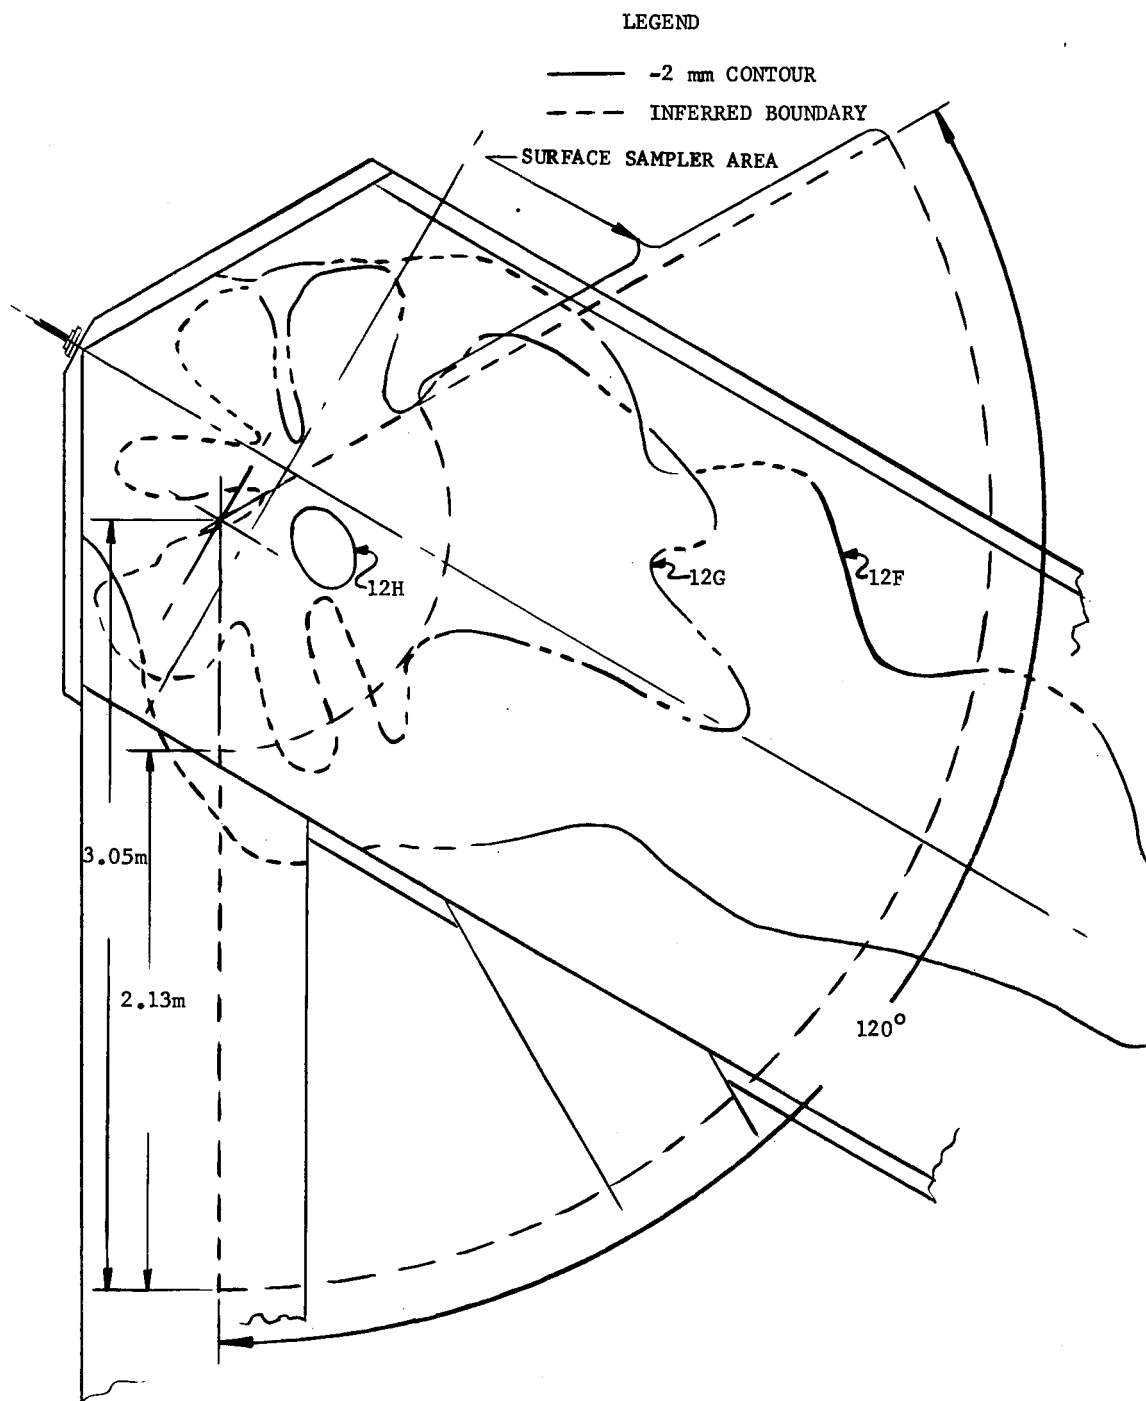 LEGEND
-2 mm CONTOUR
INFERRED BOUNDARY
SURFACE SAMPLER AREA
12H
12G
12F
3.05m
2.13m
120°